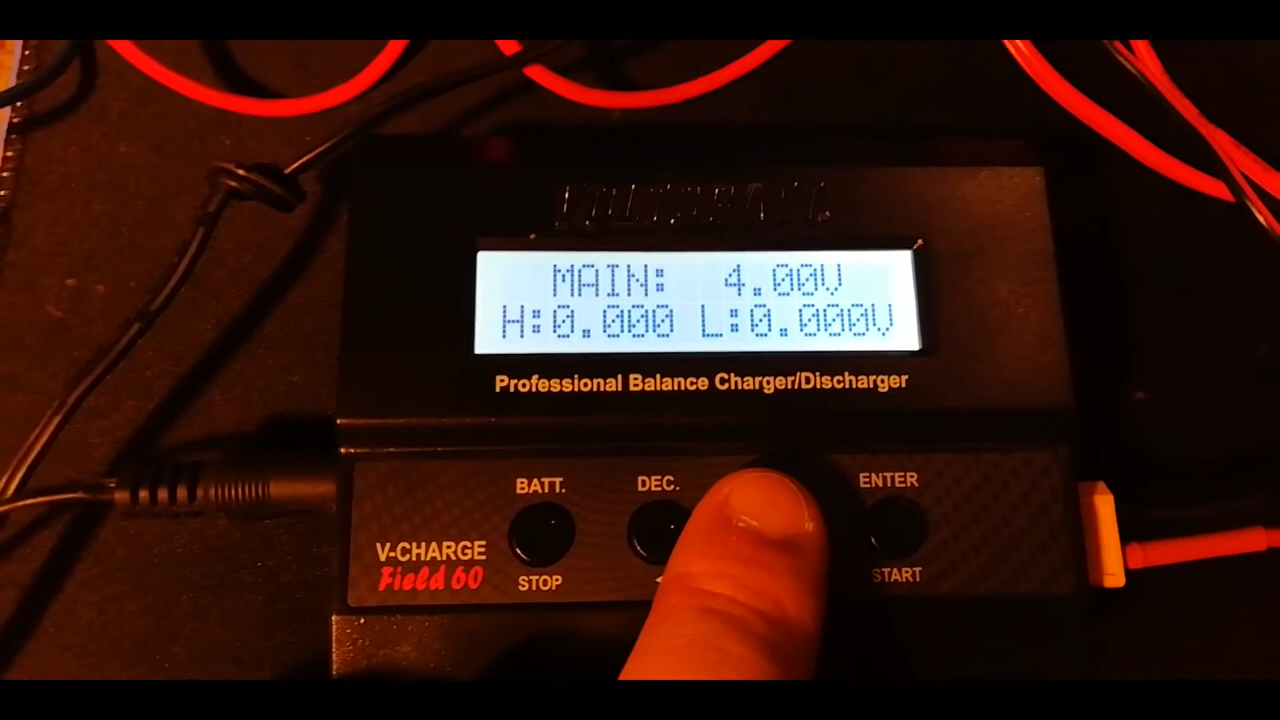 MAIN: 4.00V
H:0.000 L:0.000V
Professional Balance Charger/Discharger
BATT. DEC. ENTER
V-CHARGE
Field 60
STOP START